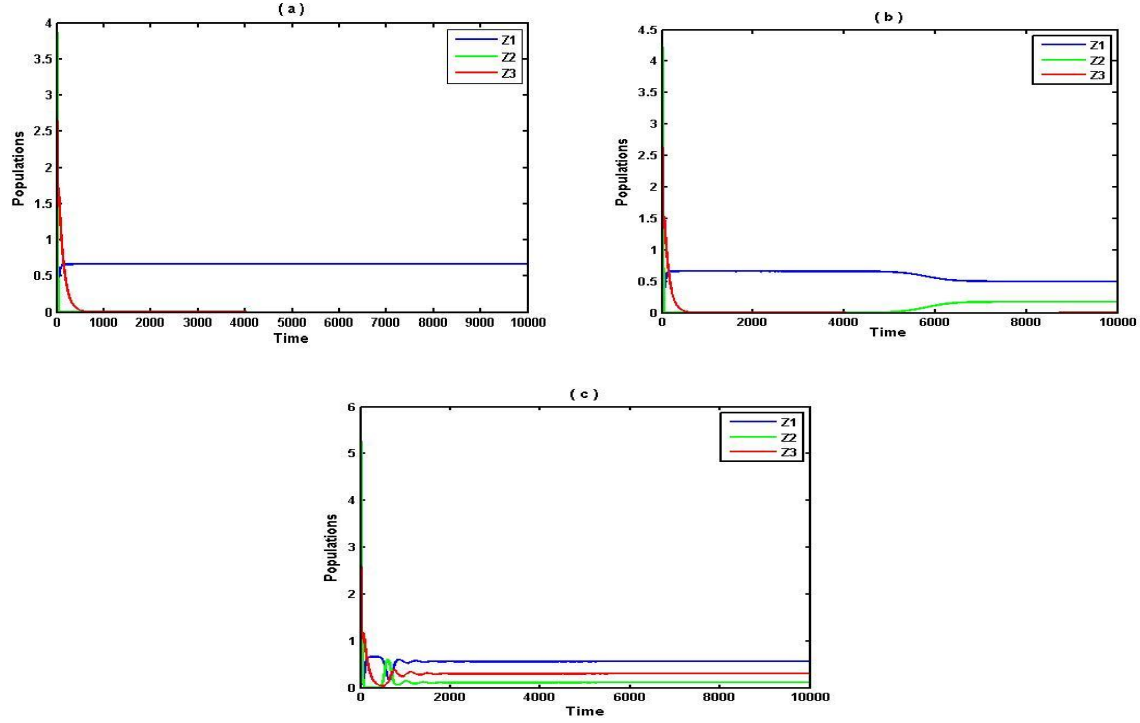 ( a )
4
3.5
3
2.5
2
1.5
1
0.5
0
Populations
Z1
Z2
Z3
0 1000 2000 3000 4000 5000 6000 7000 8000 9000 10000
Time
( b )
4.5
4
3.5
3
2.5
2
1.5
1
0.5
0
Populations
Z1
Z2
Z3
0 2000 4000 6000 8000 10000
Time
( c )
6
5
4
3
2
1
0
Populations
Z1
Z2
Z3
0 2000 4000 6000 8000 10000
Time